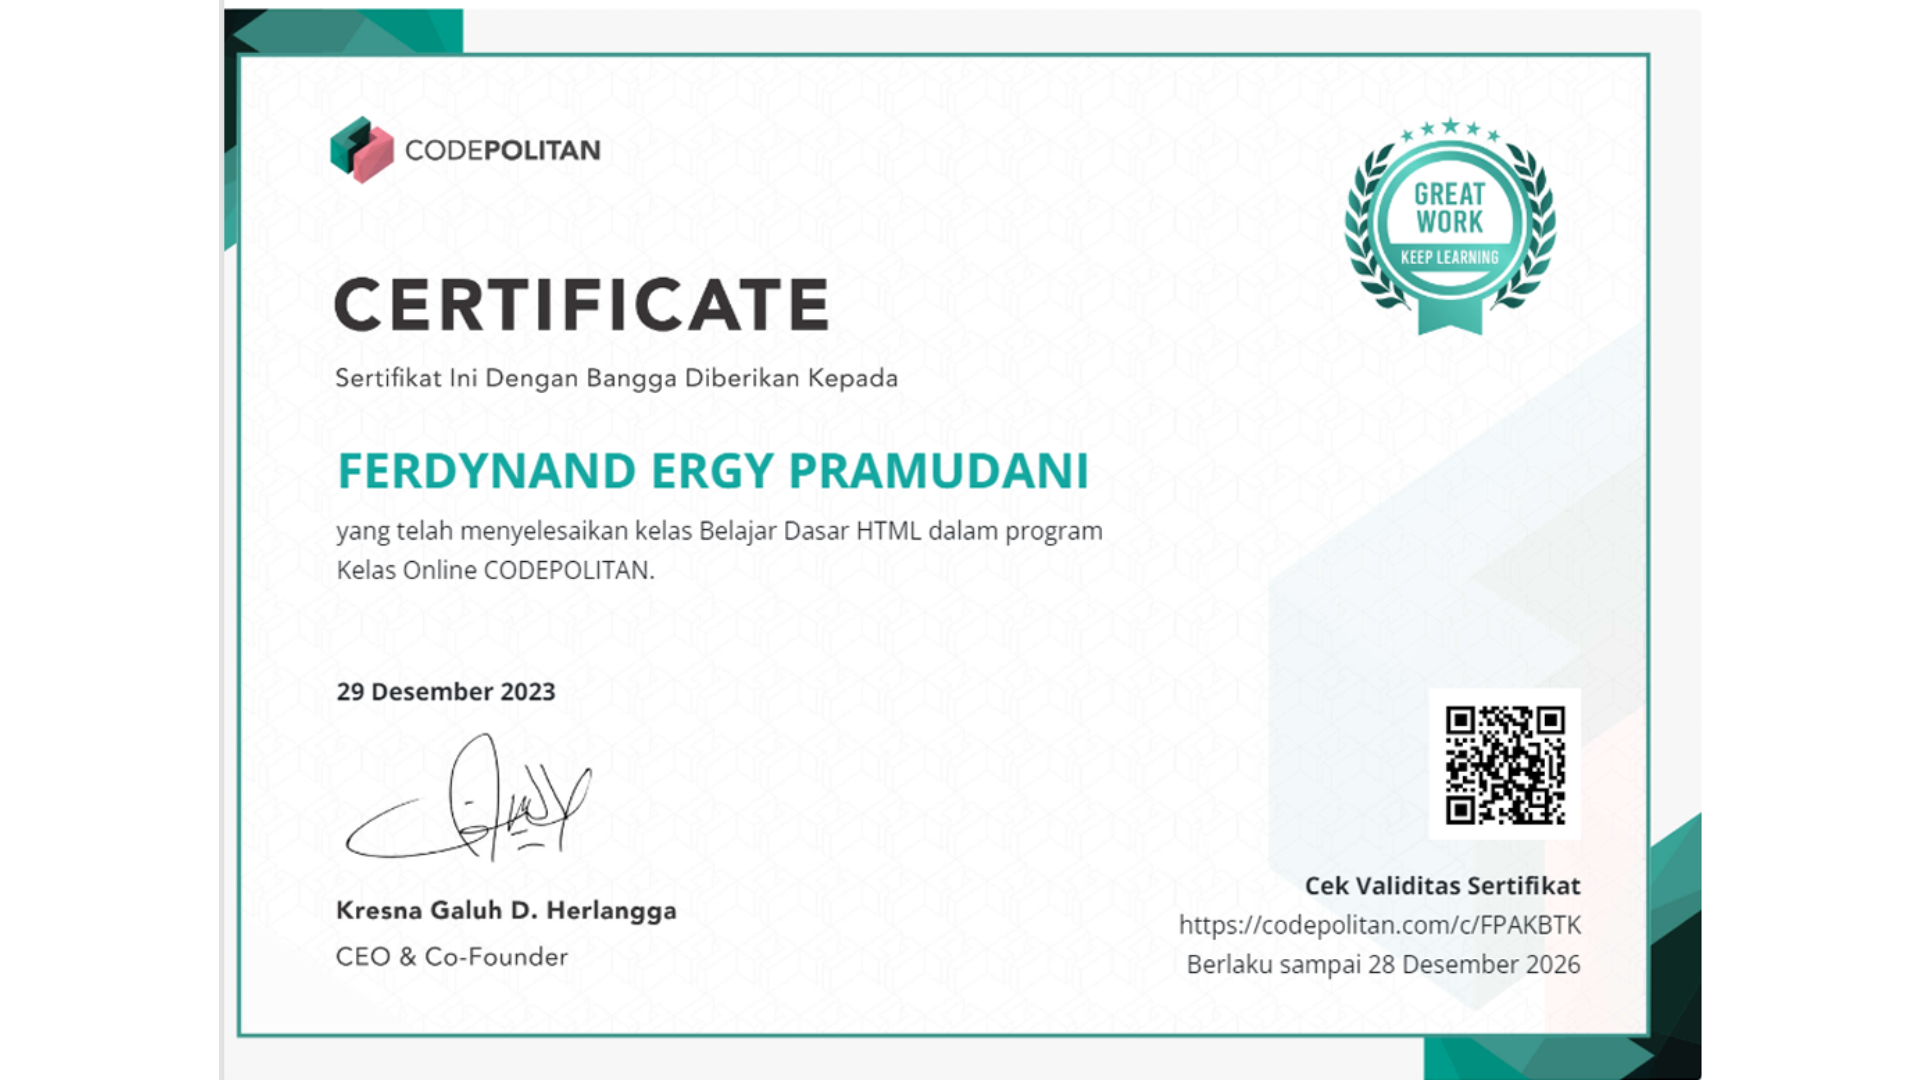 CODEPOLITAN
GREAT
WORK
KEEP LEARNING
CERTIFICATE
Sertifikat Ini Dengan Bangga Diberikan Kepada
FERDYNAND ERGY PRAMUDANI
yang telah menyelesaikan kelas Belajar Dasar HTML dalam program
Kelas Online CODEPOLITAN.
29 Desember 2023
Kresna Galuh D. Herlangga
CEO & Co-Founder
Cek Validitas Sertifikat
https://codepolitan.com/c/FPAKBTK
Berlaku sampai 28 Desember 2026